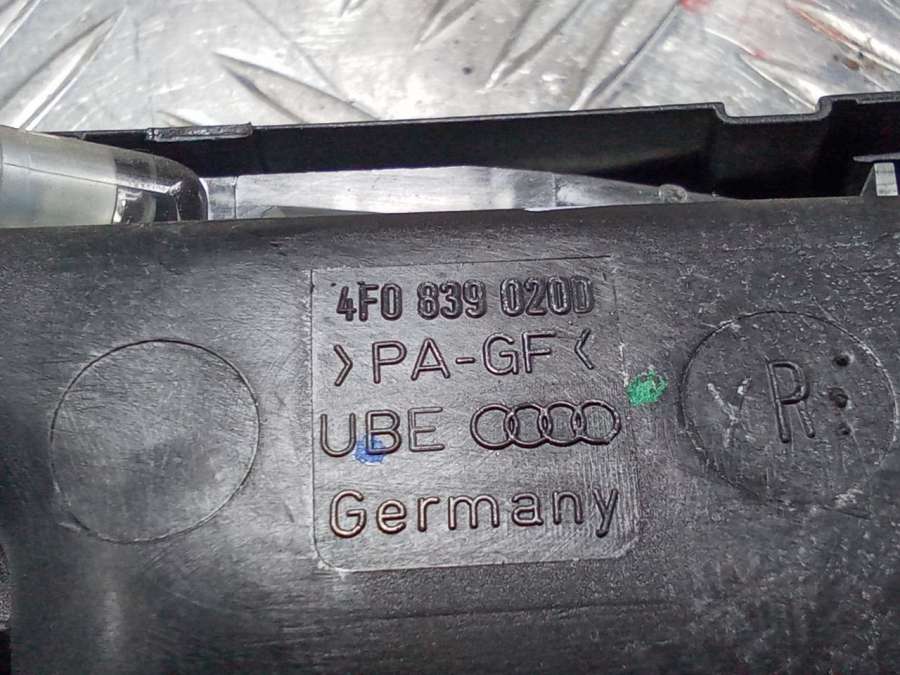 4F0 839 020D
>PA-GF<
UBE
Germany
X R: